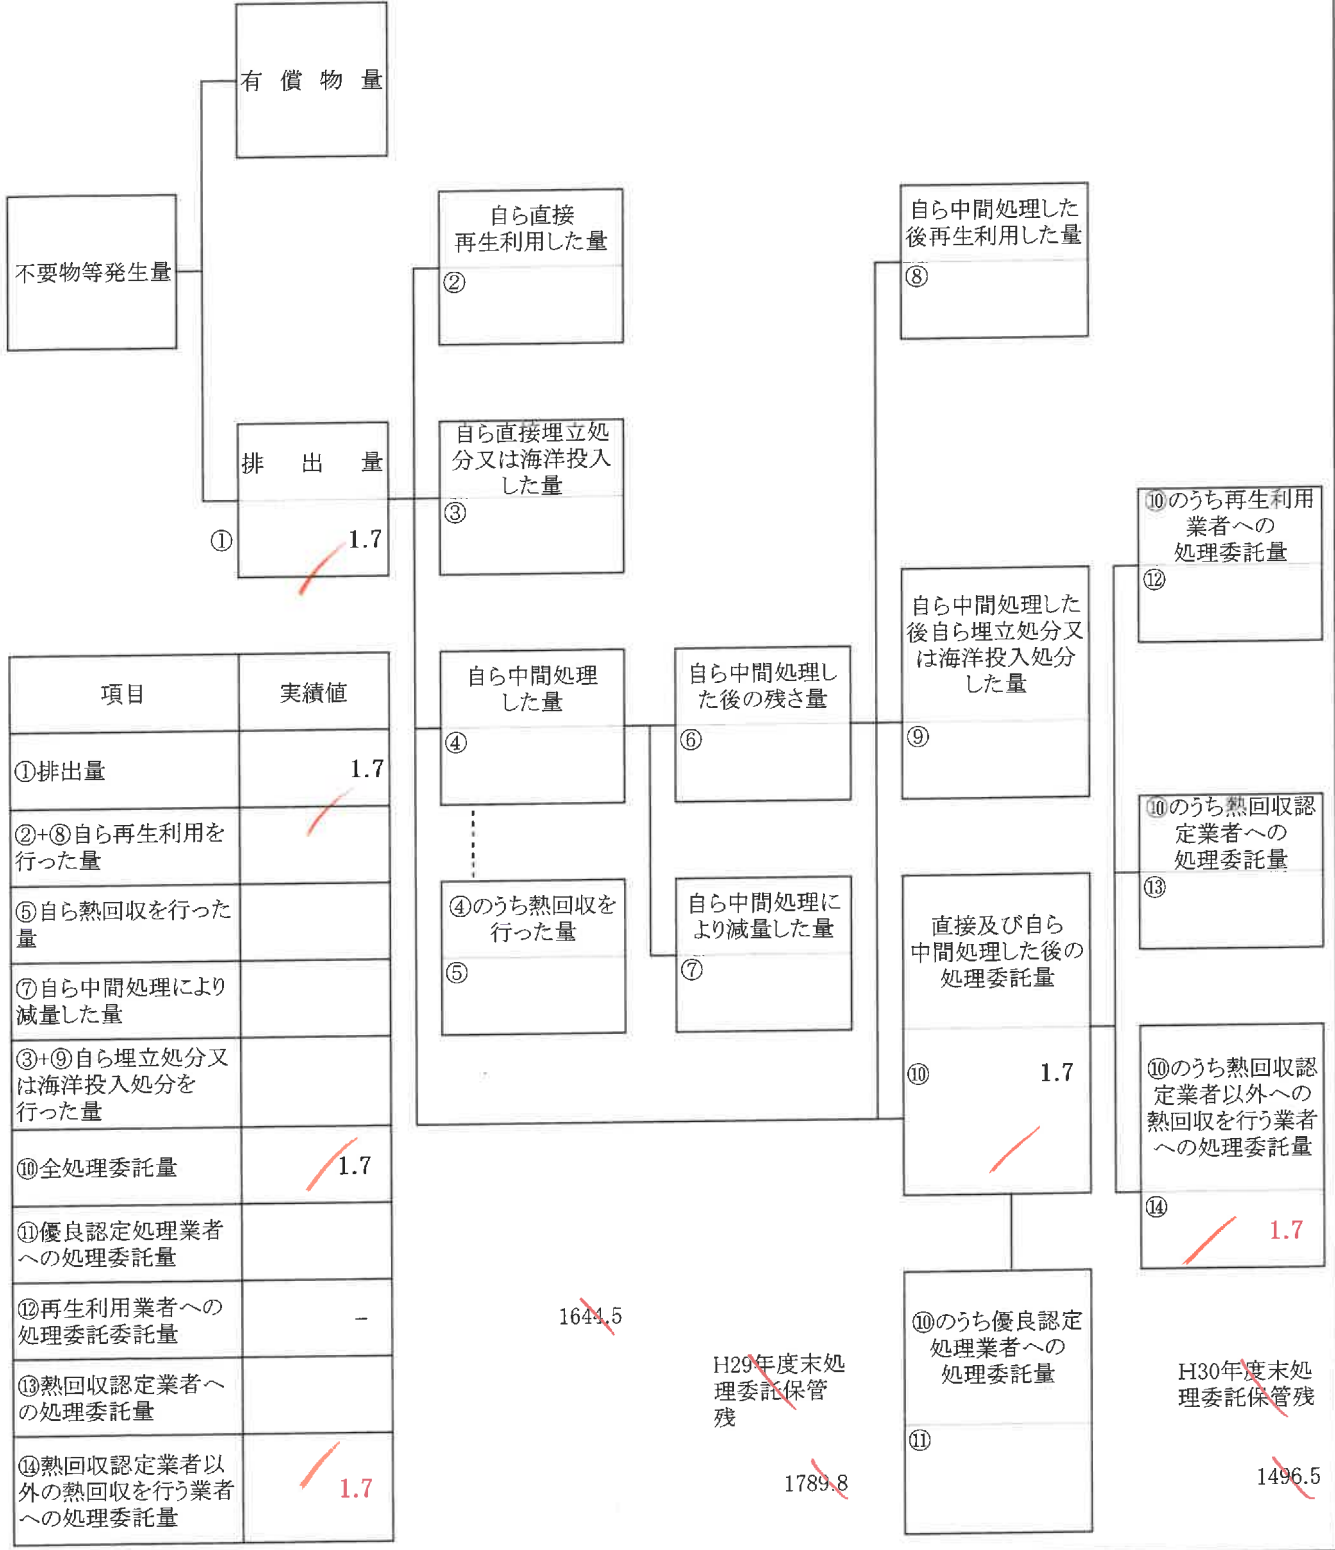 有償物量
不要物等発生量
排出量
①
1.7
自ら直接
再生利用した量
②
自ら直接埋立処
分又は海洋投入
した量
③
自ら中間処理
した量
④
④のうち熱回収を
行った量
⑤
自ら中間処理し
た後の残さ量
⑥
自ら中間処理に
より減量した量
⑦
自ら中間処理した
後再生利用した量
⑧
自ら中間処理した
後自ら埋立処分又
は海洋投入処分
した量
⑨
直接及び自ら
中間処理した後の
処理委託量
⑩
1.7
⑩のうち優良認定
処理業者への
処理委託量
⑪
⑩のうち再生利用
業者への
処理委託量
⑫
⑩のうち熱回収認
定業者への
処理委託量
⑬
⑩のうち熱回収認
定業者以外への
熱回収を行う業者
への処理委託量
⑭
1.7
項目
実績値
①排出量
1.7
②+⑧自ら再生利用を
行った量
⑤自ら熱回収を行った
量
⑦自ら中間処理により
減量した量
③+⑨自ら埋立処分又
は海洋投入処分を
行った量
⑩全処理委託量
1.7
⑪優良認定処理業者
への処理委託量
⑫再生利用業者への
処理委託委託量
−
⑬熱回収認定業者へ
の処理委託量
⑭熱回収認定業者以
外の熱回収を行う業者
への処理委託量
1.7
1644.5
H29年度末処
理委託保管
残
1789.8
H30年度末処
理委託保管残
1496.5